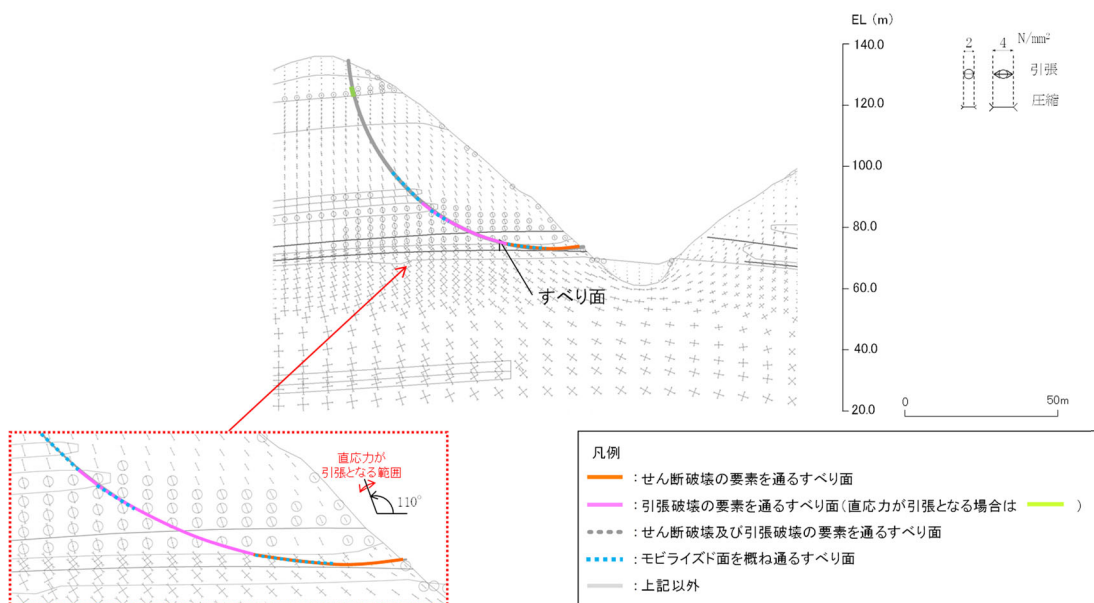 EL (m)
140.0
120.0
100.0
80.0
60.0
40.0
20.0
2 4 N/mm²
引張
圧縮
すべり面
0 50m
直応力が
引張となる範囲
110°
凡例
:せん断破壊の要素を通るすべり面
:引張破壊の要素を通るすべり面(直応力が引張となる場合は )
:せん断破壊及び引張破壊の要素を通るすべり面
:モビライズド面を概ね通るすべり面
:上記以外